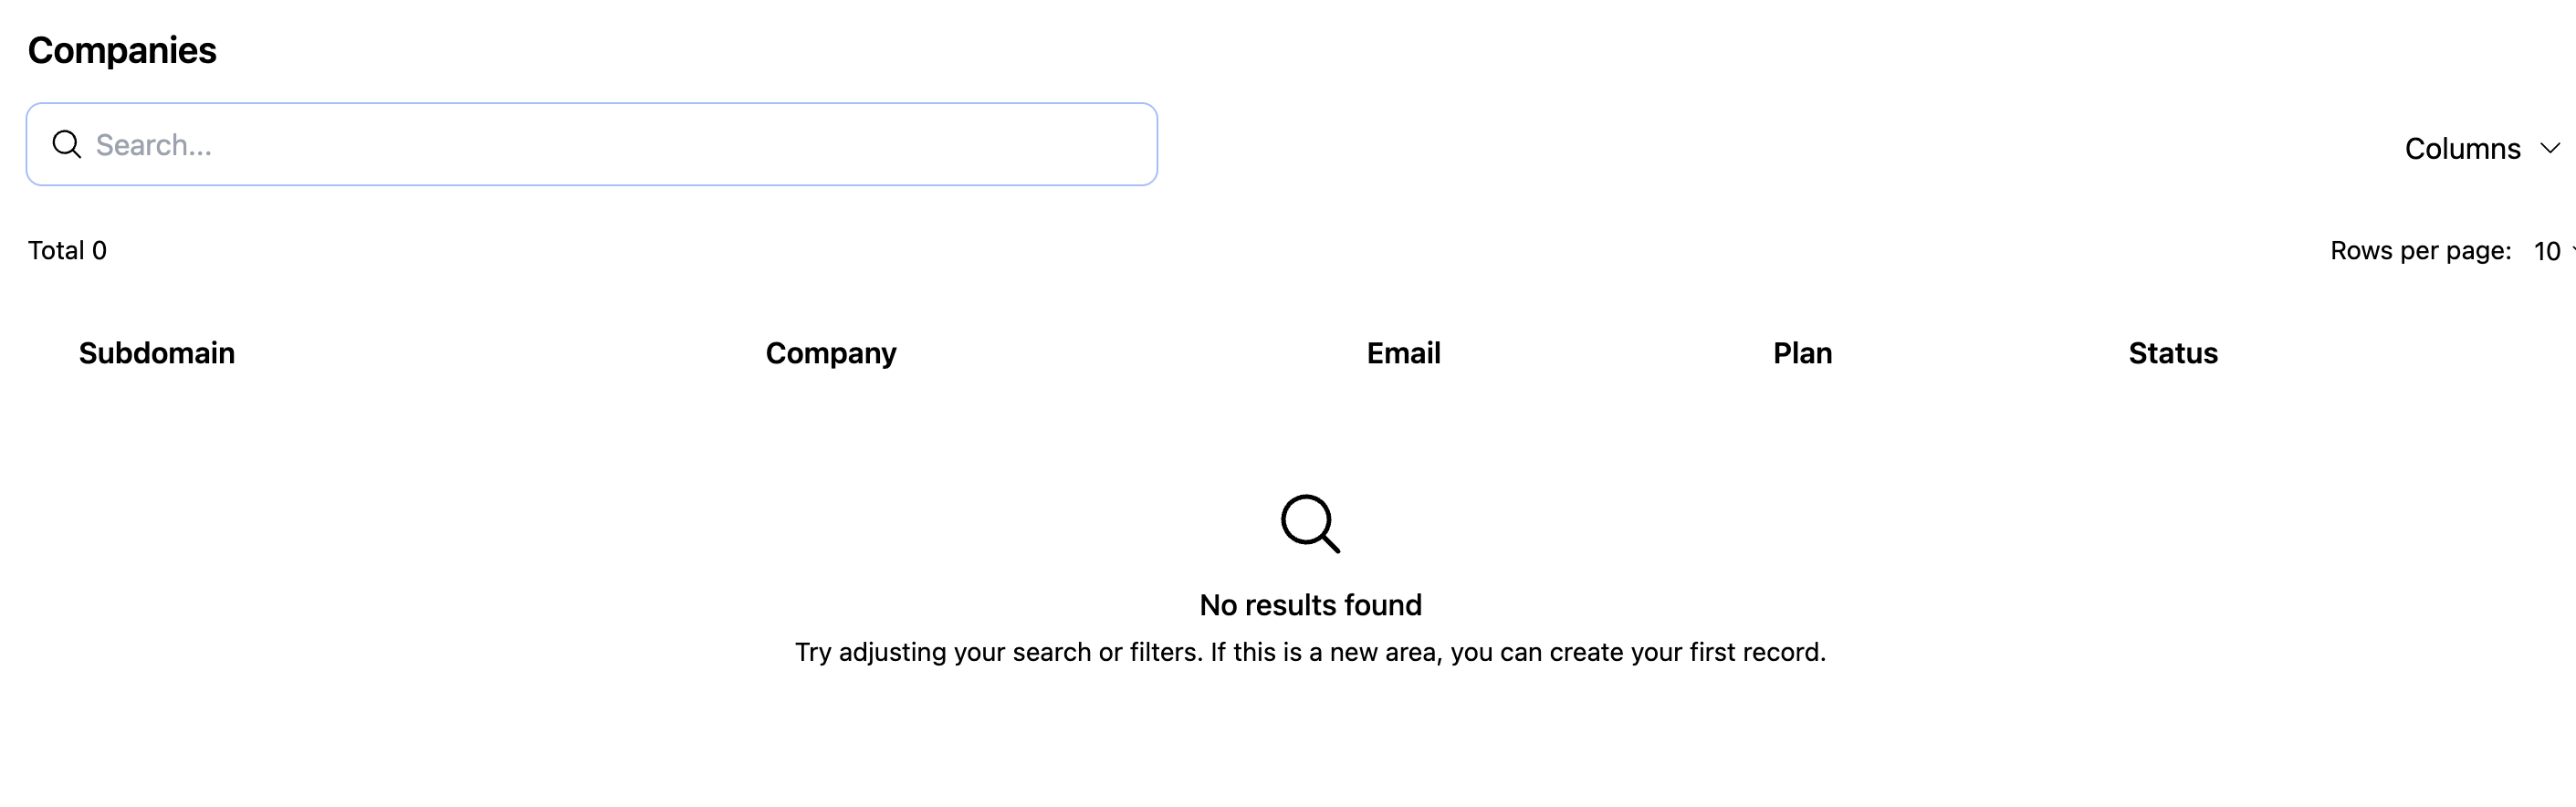 Companies
Search...
Columns
Total 0
Rows per page: 10
Subdomain Company Email Plan Status
No results found
Try adjusting your search or filters. If this is a new area, you can create your first record.